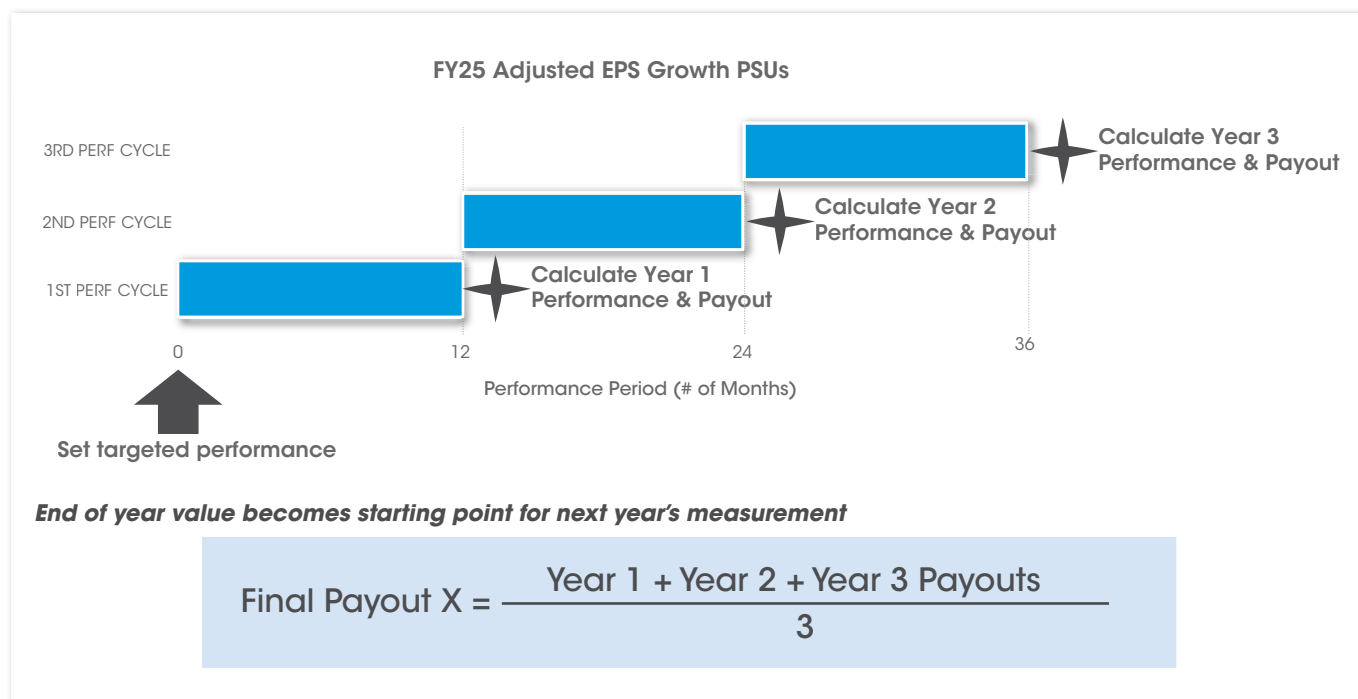 FY25 Adjusted EPS Growth PSUs
3RD PERF CYCLE
Calculate Year 3
Performance & Payout
2ND PERF CYCLE
Calculate Year 2
Performance & Payout
1ST PERF CYCLE
Calculate Year 1
Performance & Payout
0
12
24
36
Performance Period (# of Months)
Set targeted performance
End of year value becomes starting point for next year's measurement
Final Payout X =
Year 1 + Year 2 + Year 3 Payouts
3